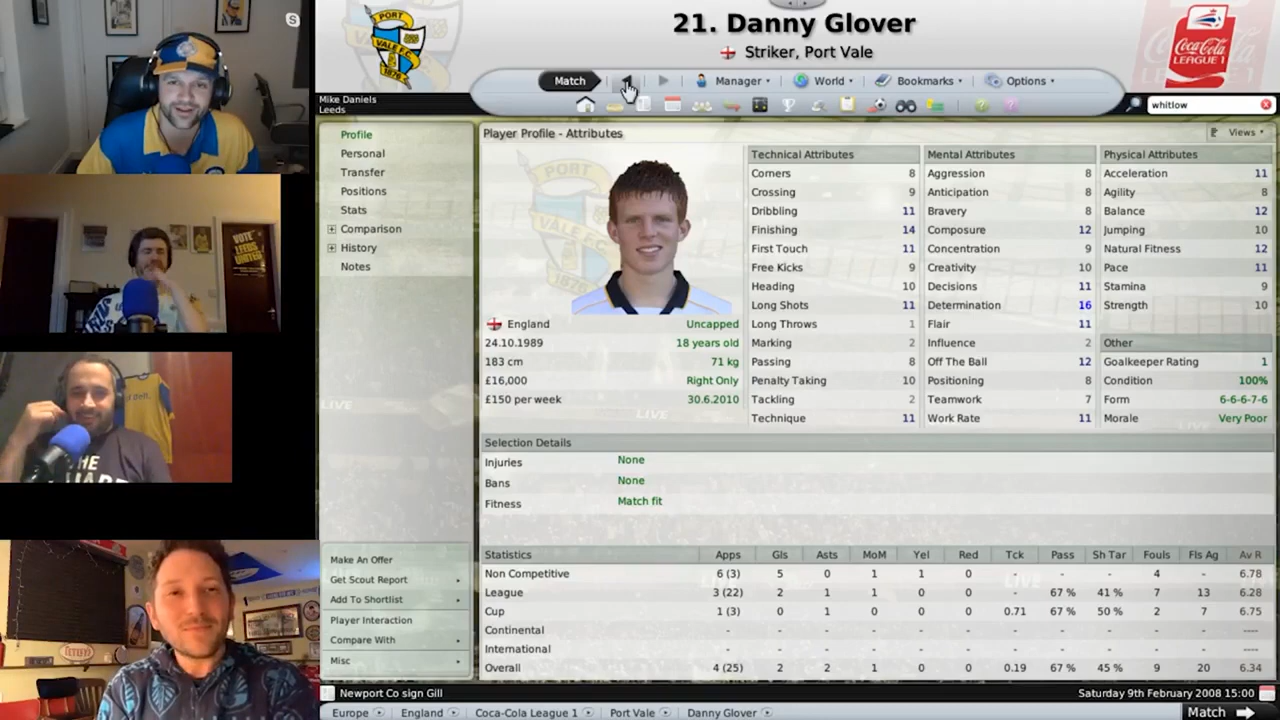 21. Danny Glover
Striker, Port Vale
PORT
VALE F.C.
1876
Coca-Cola
LEAGUE 1
Match
Manager
World
Bookmarks
Options
Mike Daniels
Leeds
whitlow
Profile
Personal
Transfer
Positions
Stats
Comparison
History
Notes
Player Profile - Attributes
Views
England Uncapped
24.10.1989 18 years old
183 cm 71 kg
£16,000 Right Only
£150 per week 30.6.2010
Technical Attributes
Corners 8
Crossing 9
Dribbling 11
Finishing 14
First Touch 11
Free Kicks 9
Heading 10
Long Shots 11
Long Throws 1
Marking 2
Passing 8
Penalty Taking 10
Tackling 2
Technique 11
Mental Attributes
Aggression 8
Anticipation 8
Bravery 8
Composure 12
Concentration 9
Creativity 10
Decisions 11
Determination 16
Flair 11
Influence 2
Off The Ball 12
Positioning 8
Teamwork 7
Work Rate 11
Physical Attributes
Acceleration 11
Agility 8
Balance 12
Jumping 10
Natural Fitness 12
Pace 11
Stamina 9
Strength 10
Other
Goalkeeper Rating 1
Condition 100%
Form 6-6-6-7-6
Morale Very Poor
Selection Details
Injuries None
Bans None
Fitness Match fit
Statistics Apps Gls Asts MoM Yel Red Tck Pass Sh Tar Fouls Fls Ag Av R
Non Competitive 6 (3) 5 0 1 1 0 - - - 4 - 6.78
League 3 (22) 2 1 1 0 0 - 67 % 41 % 7 13 6.28
Cup 1 (3) 0 1 0 0 0 0.71 67 % 50 % 2 7 6.75
Continental - - - - - - - - - - - ----
International - - - - - - - - - - - ----
Overall 4 (25) 2 2 1 0 0 0.19 67 % 45 % 9 20 6.34
Make An Offer
Get Scout Report
Add To Shortlist
Player Interaction
Compare With
Misc
Newport Co sign Gill
Saturday 9th February 2008 15:00
Europe England Coca-Cola League 1 Port Vale Danny Glover
Match
VOTE
LEEDS
UNITED
THE
TETLEY'S